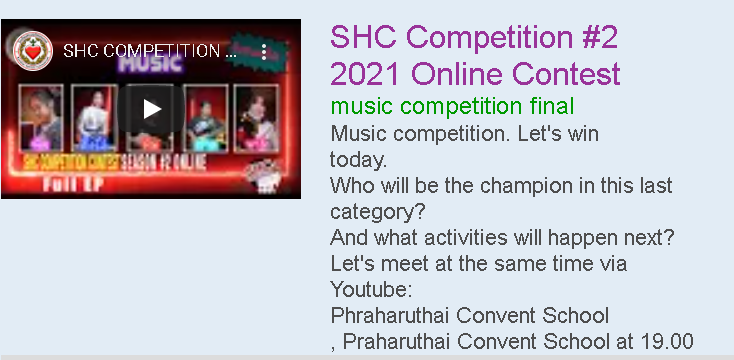 SHC COMPETITION ...
MUSIC
SHC COMPETITION CONTEST SEASON #2 ONLINE
Full EP
SHC Competition #2
2021 Online Contest
music competition final
Music competition. Let's win
today.
Who will be the champion in this last
category?
And what activities will happen next?
Let's meet at the same time via
Youtube:
Phraharuthai Convent School
, Praharuthai Convent School at 19.00